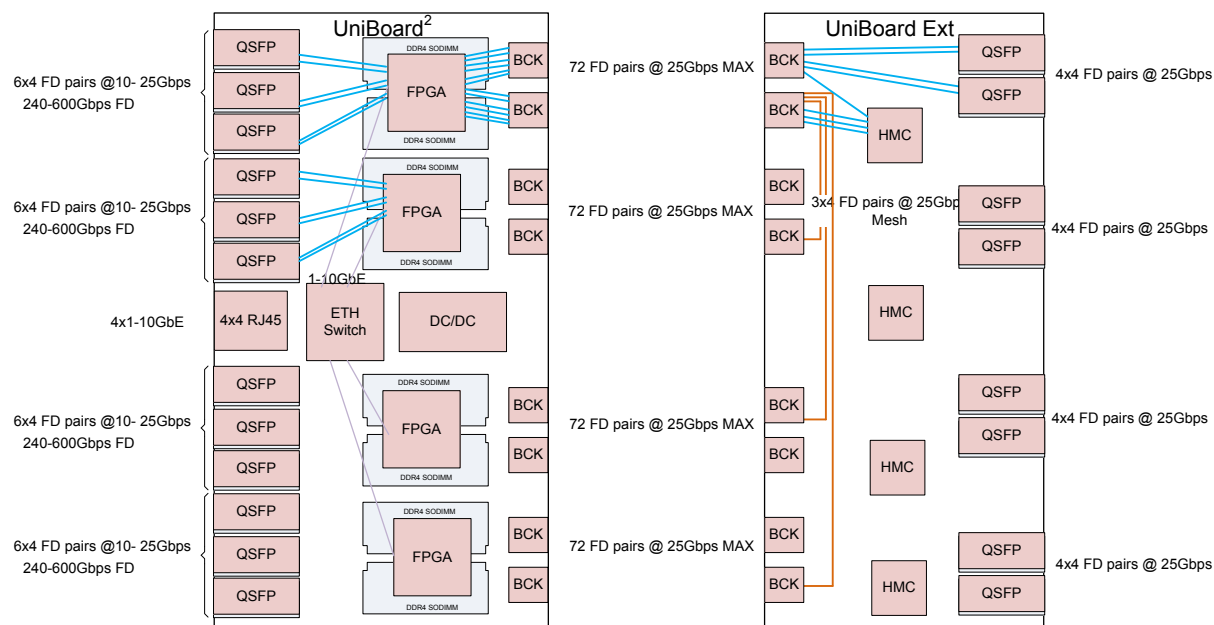 UniBoard2
UniBoard Ext
QSFP
QSFP
QSFP
6x4 FD pairs @10- 25Gbps
240-600Gbps FD
DDR4 SODIMM
FPGA
DDR4 SODIMM
BCK
BCK
72 FD pairs @ 25Gbps MAX
BCK
BCK
HMC
QSFP
QSFP
4x4 FD pairs @ 25Gbps
QSFP
QSFP
QSFP
6x4 FD pairs @10- 25Gbps
240-600Gbps FD
DDR4 SODIMM
FPGA
DDR4 SODIMM
BCK
BCK
72 FD pairs @ 25Gbps MAX
BCK
BCK
3x4 FD pairs @ 25Gbp
Mesh
QSFP
QSFP
4x4 FD pairs @ 25Gbps
1-10GbE
4x1-10GbE
4x4 RJ45
ETH
Switch
DC/DC
HMC
QSFP
QSFP
QSFP
6x4 FD pairs @10- 25Gbps
240-600Gbps FD
DDR4 SODIMM
FPGA
DDR4 SODIMM
BCK
BCK
72 FD pairs @ 25Gbps MAX
BCK
BCK
HMC
QSFP
QSFP
4x4 FD pairs @ 25Gbps
QSFP
QSFP
QSFP
6x4 FD pairs @10- 25Gbps
240-600Gbps FD
DDR4 SODIMM
FPGA
DDR4 SODIMM
BCK
BCK
72 FD pairs @ 25Gbps MAX
BCK
BCK
HMC
QSFP
QSFP
4x4 FD pairs @ 25Gbps